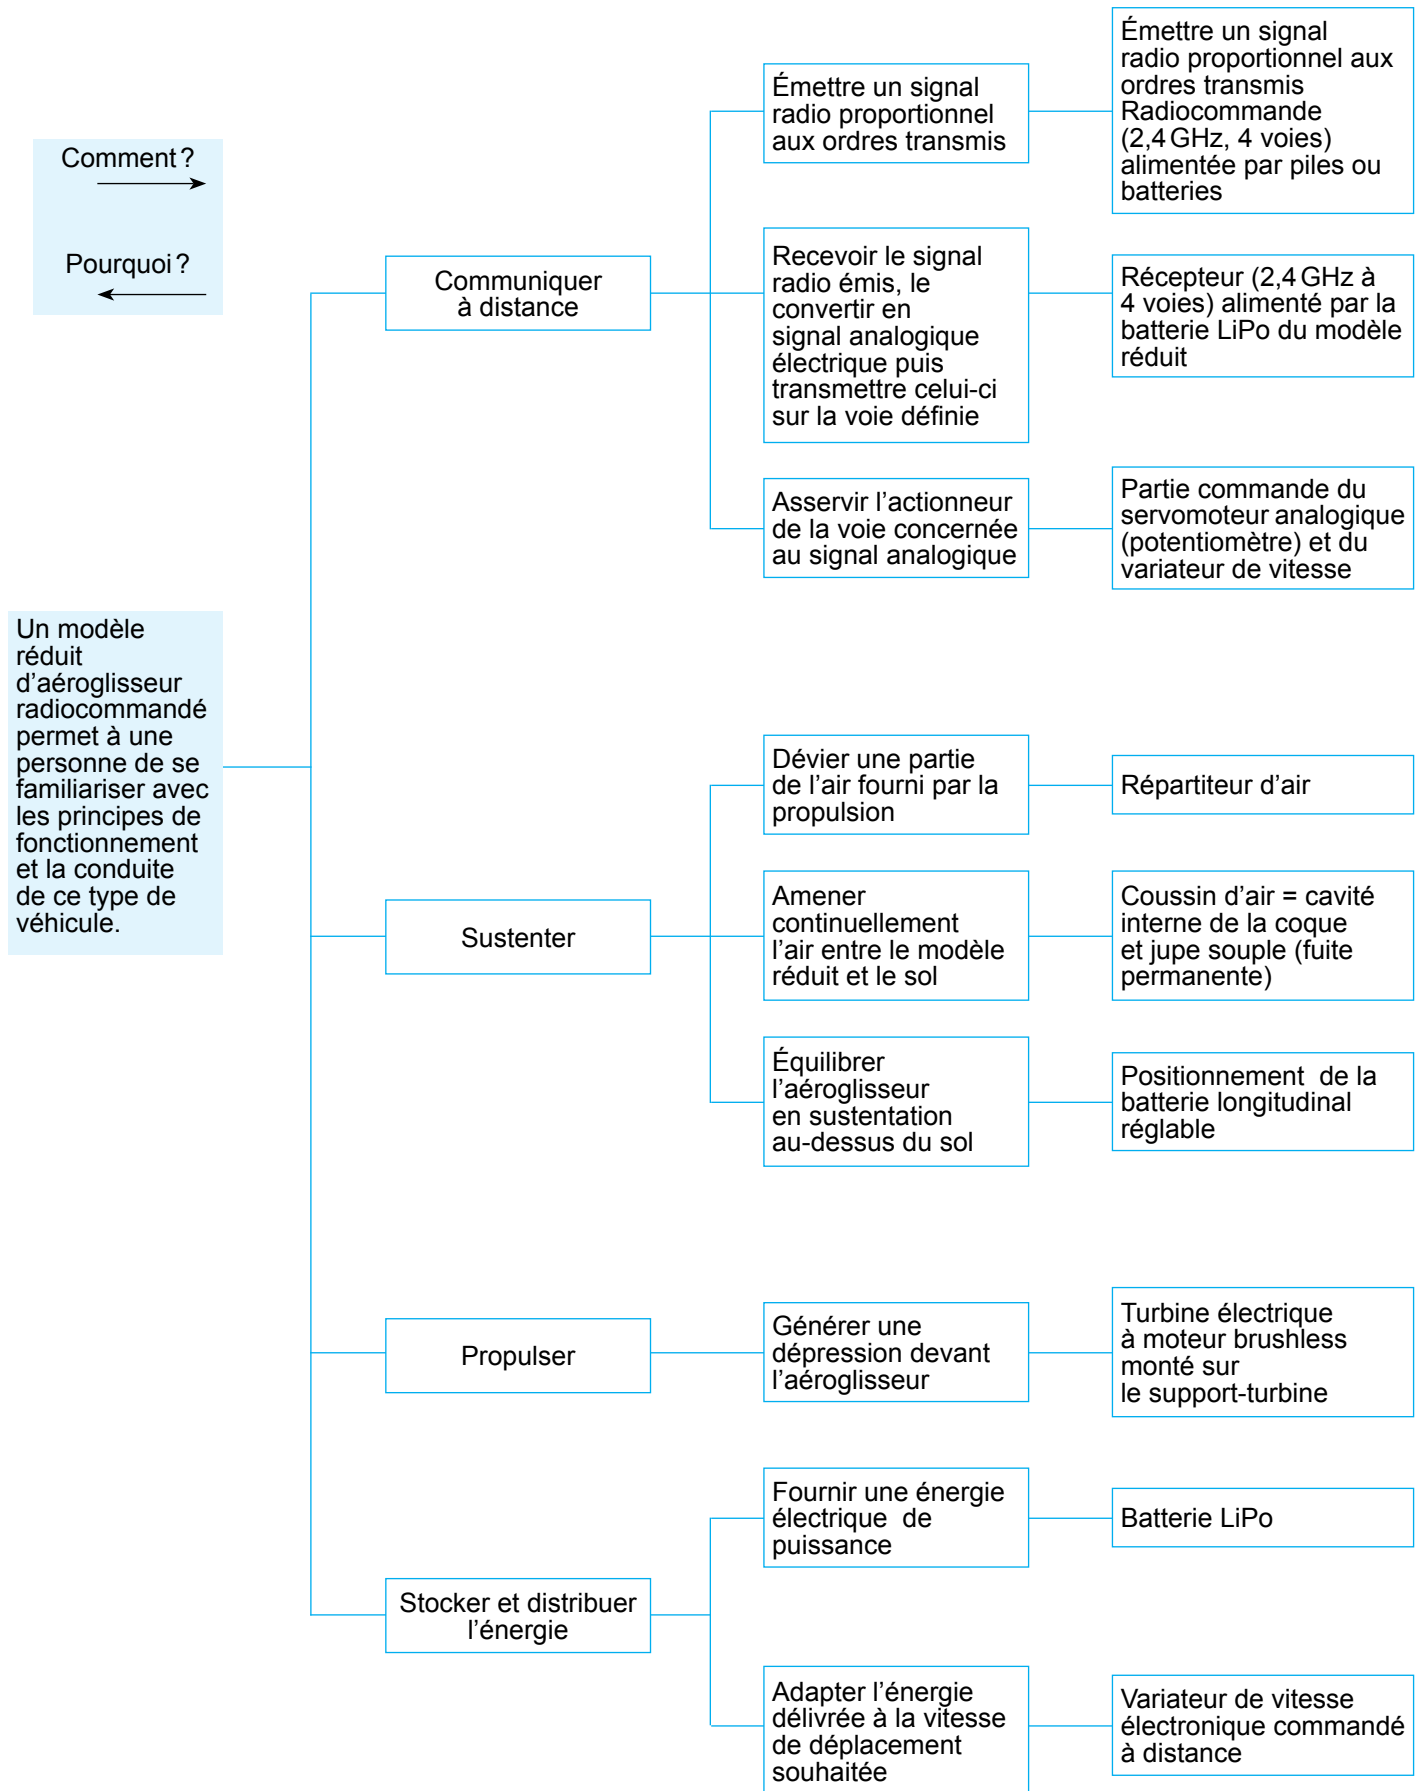 Comment ?
Pourquoi ?
Un modèle
réduit
d’aéroglisseur
radiocommandé
permet à une
personne de se
familiariser avec
les principes de
fonctionnement
et la conduite
de ce type de
véhicule.
Communiquer
à distance
Émettre un signal
radio proportionnel
aux ordres transmis
Émettre un signal
radio proportionnel aux
ordres transmis
Radiocommande
(2,4 GHz, 4 voies)
alimentée par piles ou
batteries
Recevoir le signal
radio émis, le
convertir en
signal analogique
électrique puis
transmettre celui-ci
sur la voie définie
Récepteur (2,4 GHz à
4 voies) alimenté par la
batterie LiPo du modèle
réduit
Asservir l’actionneur
de la voie concernée
au signal analogique
Partie commande du
servomoteur analogique
(potentiomètre) et du
variateur de vitesse
Sustenter
Dévier une partie
de l’air fourni par la
propulsion
Répartiteur d’air
Amener
continuellement
l’air entre le modèle
réduit et le sol
Coussin d’air = cavité
interne de la coque
et jupe souple (fuite
permanente)
Équilibrer
l’aéroglisseur
en sustentation
au-dessus du sol
Positionnement de la
batterie longitudinal
réglable
Propulser
Générer une
dépression devant
l’aéroglisseur
Turbine électrique
à moteur brushless
monté sur
le support-turbine
Stocker et distribuer
l’énergie
Fournir une énergie
électrique de
puissance
Batterie LiPo
Adapter l’énergie
délivrée à la vitesse
de déplacement
souhaitée
Variateur de vitesse
électronique commandé
à distance